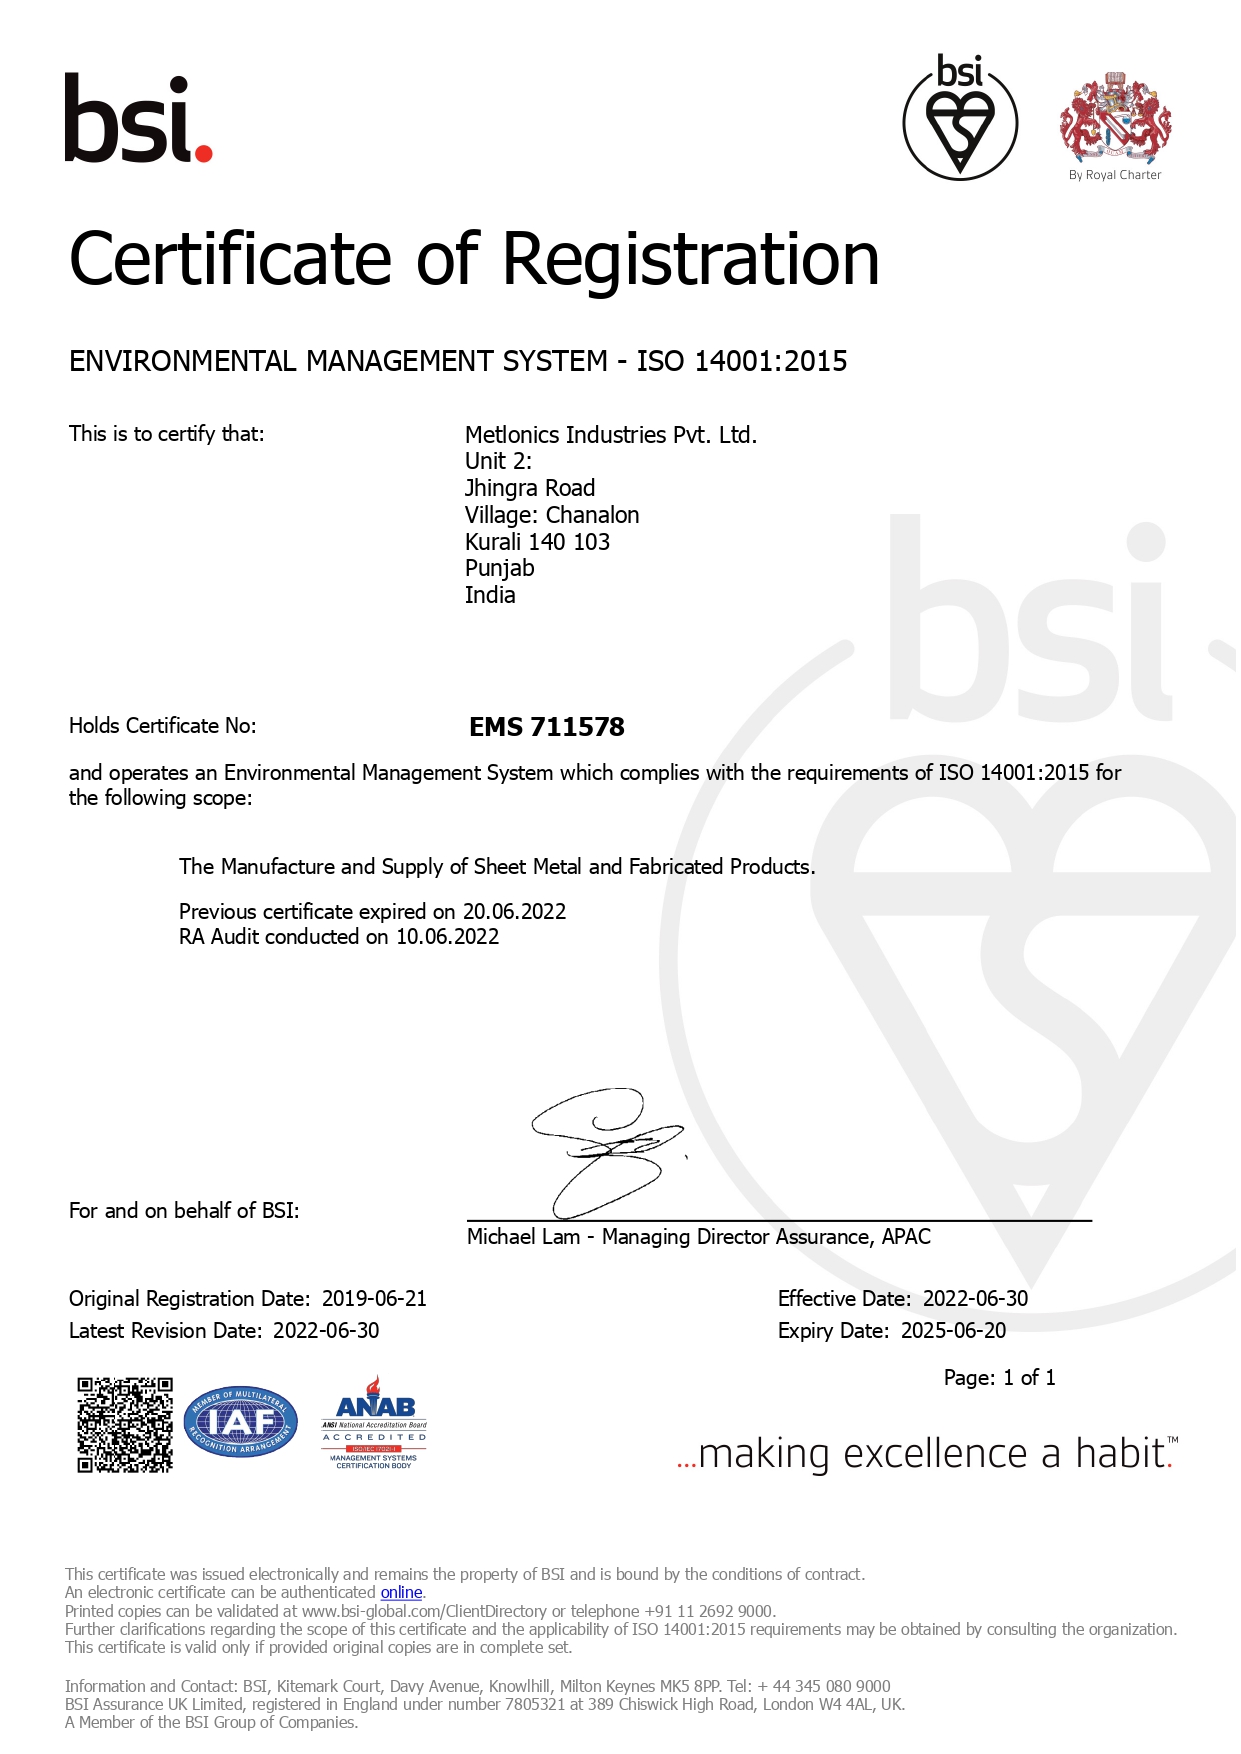 bsi.
bsi
By Royal Charter
Certificate of Registration
ENVIRONMENTAL MANAGEMENT SYSTEM - ISO 14001:2015
This is to certify that:
Metlonics Industries Pvt. Ltd.
Unit 2:
Jhingra Road
Village: Chanalon
Kurali 140 103
Punjab
India
bsi
Holds Certificate No:
EMS 711578
and operates an Environmental Management System which complies with the requirements of ISO 14001:2015 for
the following scope:
The Manufacture and Supply of Sheet Metal and Fabricated Products.
Previous certificate expired on 20.06.2022
RA Audit conducted on 10.06.2022
For and on behalf of BSI:
Michael Lam - Managing Director Assurance, APAC
Original Registration Date: 2019-06-21
Effective Date: 2022-06-30
Latest Revision Date: 2022-06-30
Expiry Date: 2025-06-20
Page: 1 of 1
MEMBER OF MULTILATERAL
IAF
RECOGNITION ARRANGEMENT
ANAB
ANSI National Accreditation Board
ACCREDITED
ISO/IEC 17021-1
MANAGEMENT SYSTEMS
CERTIFICATION BODY
...making excellence a habit.™
This certificate was issued electronically and remains the property of BSI and is bound by the conditions of contract.
An electronic certificate can be authenticated online.
Printed copies can be validated at www.bsi-global.com/ClientDirectory or telephone +91 11 2692 9000.
Further clarifications regarding the scope of this certificate and the applicability of ISO 14001:2015 requirements may be obtained by consulting the organization.
This certificate is valid only if provided original copies are in complete set.
Information and Contact: BSI, Kitemark Court, Davy Avenue, Knowlhill, Milton Keynes MK5 8PP. Tel: + 44 345 080 9000
BSI Assurance UK Limited, registered in England under number 7805321 at 389 Chiswick High Road, London W4 4AL, UK.
A Member of the BSI Group of Companies.